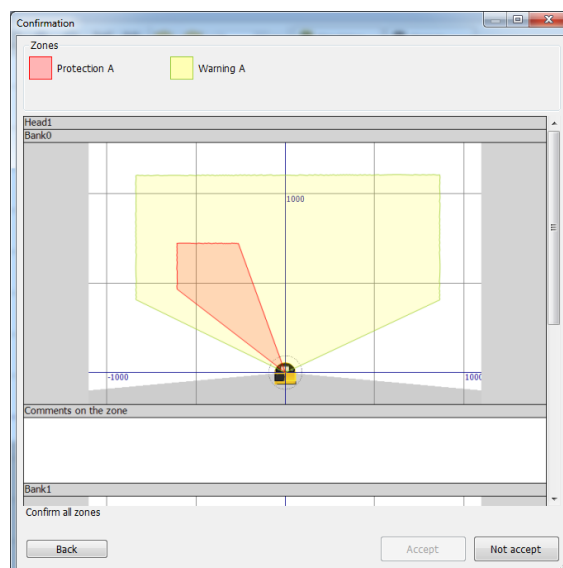 Confirmation
Zones
Protection A
Warning A
Head1
Bank0
1000
-1000
1000
Comments on the zone
Bank1
Confirm all zones
Back
Accept
Not accept